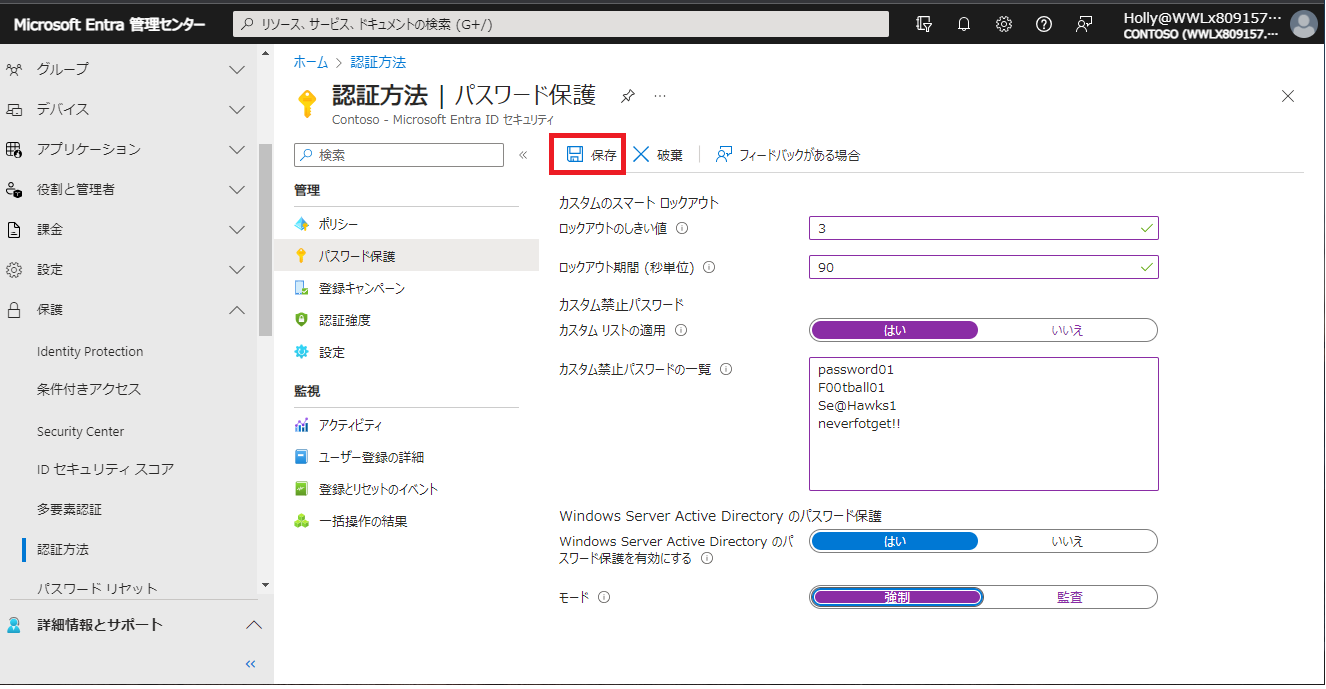 Microsoft Entra 管理センター
リソース、サービス、ドキュメントの検索 (G+/)
Holly@WWLx809157…
CONTOSO (WWLX809157.…
グループ
デバイス
アプリケーション
役割と管理者
課金
設定
保護
Identity Protection
条件付きアクセス
Security Center
ID セキュリティ スコア
多要素認証
認証方法
パスワード リセット
詳細情報とサポート
ホーム > 認証方法
認証方法 | パスワード保護
Contoso - Microsoft Entra ID セキュリティ
検索
管理
ポリシー
パスワード保護
登録キャンペーン
認証強度
設定
監視
アクティビティ
ユーザー登録の詳細
登録とリセットのイベント
一括操作の結果
保存 破棄 フィードバックがある場合
カスタムのスマート ロックアウト
ロックアウトのしきい値 3
ロックアウト期間 (秒単位) 90
カスタム禁止パスワード
カスタム リストの適用 はい いいえ
カスタム禁止パスワードの一覧
password01
F00tball01
Se@Hawks1
neverfotget!!
Windows Server Active Directory のパスワード保護
Windows Server Active Directory のパ
スワード保護を有効にする
はい いいえ
モード 強制 監査